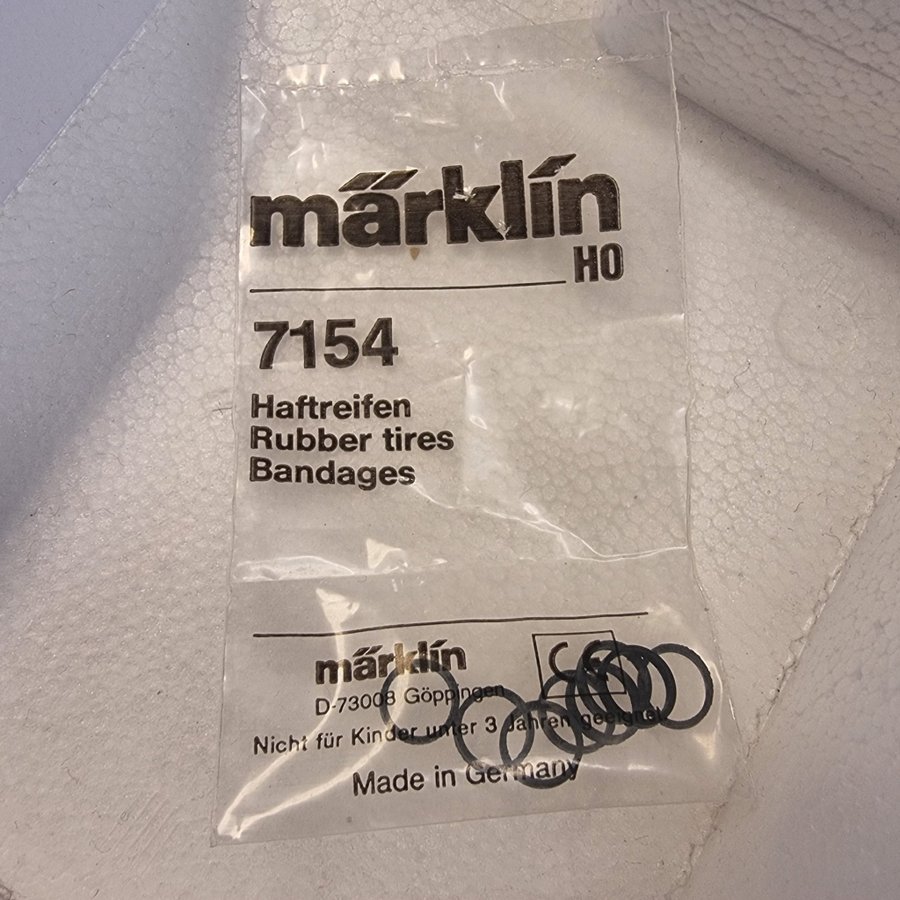 märklin
HO
7154
Haftreifen
Rubber tires
Bandages
märklin
CE
D-73008 Göppingen
Nicht für Kinder unter 3 Jahren geeignet
Made in Germany